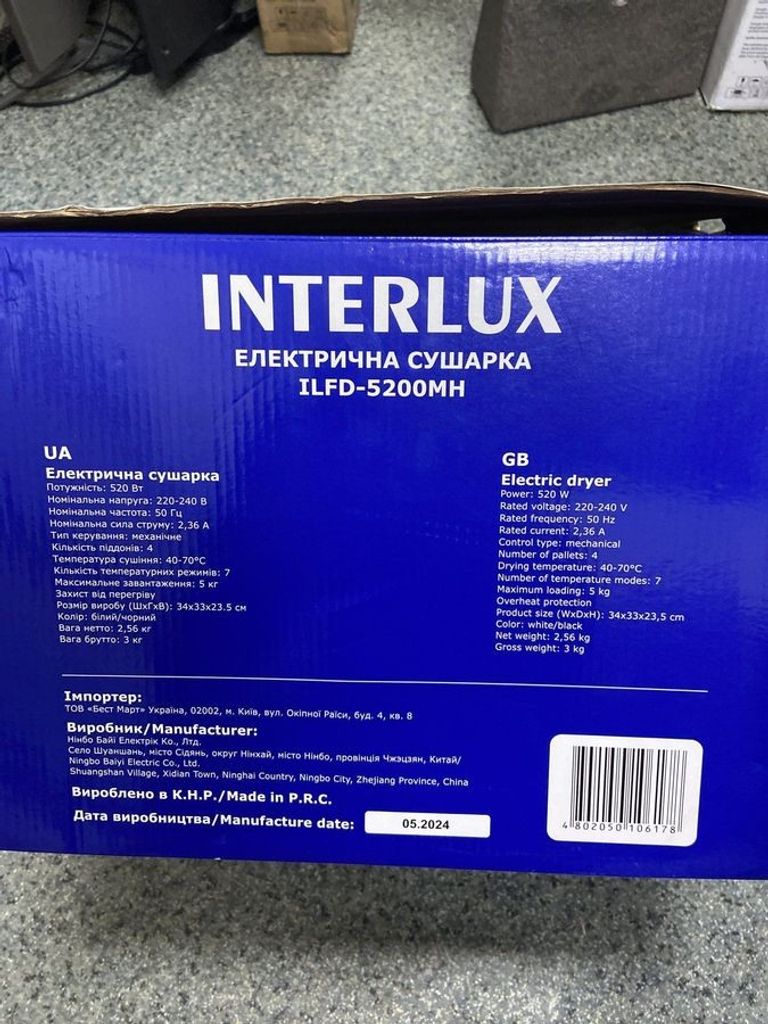 INTERLUX
ЕЛЕКТРИЧНА СУШАРКА
ILFD-5200MH
UA
Електрична сушарка
Потужність: 520 Вт
Номінальна напруга: 220-240 В
Номінальна частота: 50 Гц
Номінальна сила струму: 2,36 А
Тип керування: механічне
Кількість піддонів: 4
Температура сушіння: 40-70°C
Кількість температурних режимів: 7
Максимальне завантаження: 5 кг
Захист від перегріву
Розмір виробу (ШхГхВ): 34x33x23.5 см
Колір: білий/чорний
Вага нетто: 2,56 кг
Вага брутто: 3 кг
GB
Electric dryer
Power: 520 W
Rated voltage: 220-240 V
Rated frequency: 50 Hz
Rated current: 2,36 A
Control type: mechanical
Number of pallets: 4
Drying temperature: 40-70°C
Number of temperature modes: 7
Maximum loading: 5 kg
Overheat protection
Product size (WxDxH): 34x33x23,5 cm
Color: white/black
Net weight: 2,56 kg
Gross weight: 3 kg
Імпортер:
ТОВ «Бест Март» Україна, 02002, м. Київ, вул. Окіпної Раїси, буд. 4, кв. 8
Виробник/Manufacturer:
Нінбо Байї Електрік Ко., Лтд.
Село Шуаншань, місто Сідянь, округ Нінхай, місто Нінбо, провінція Чжэцзян, Китай/
Ningbo Baiyi Electric Co., Ltd.
Shuangshan Village, Xidian Town, Ninghai Country, Ningbo City, Zhejiang Province, China
Вироблено в К.Н.Р./Made in P.R.C.
Дата виробництва/Manufacture date: 05.2024
4 802050 106178